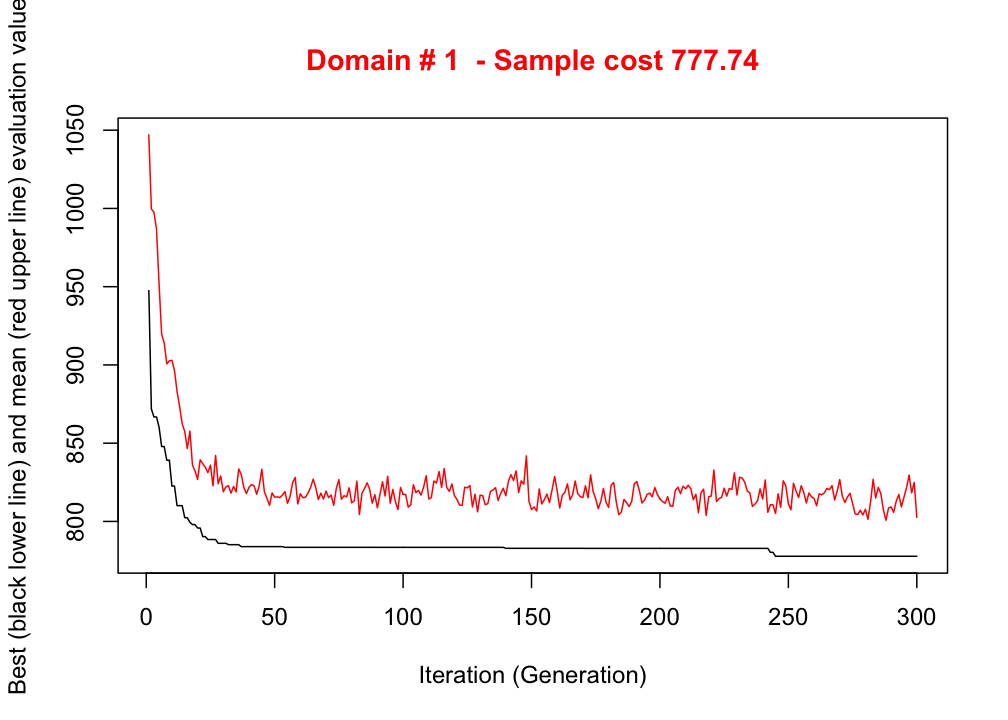 Domain # 1  - Sample cost 777.74
Best (black lower line) and mean (red upper line) evaluation value
1050
1000
950
900
850
800
0 50 100 150 200 250 300
Iteration (Generation)